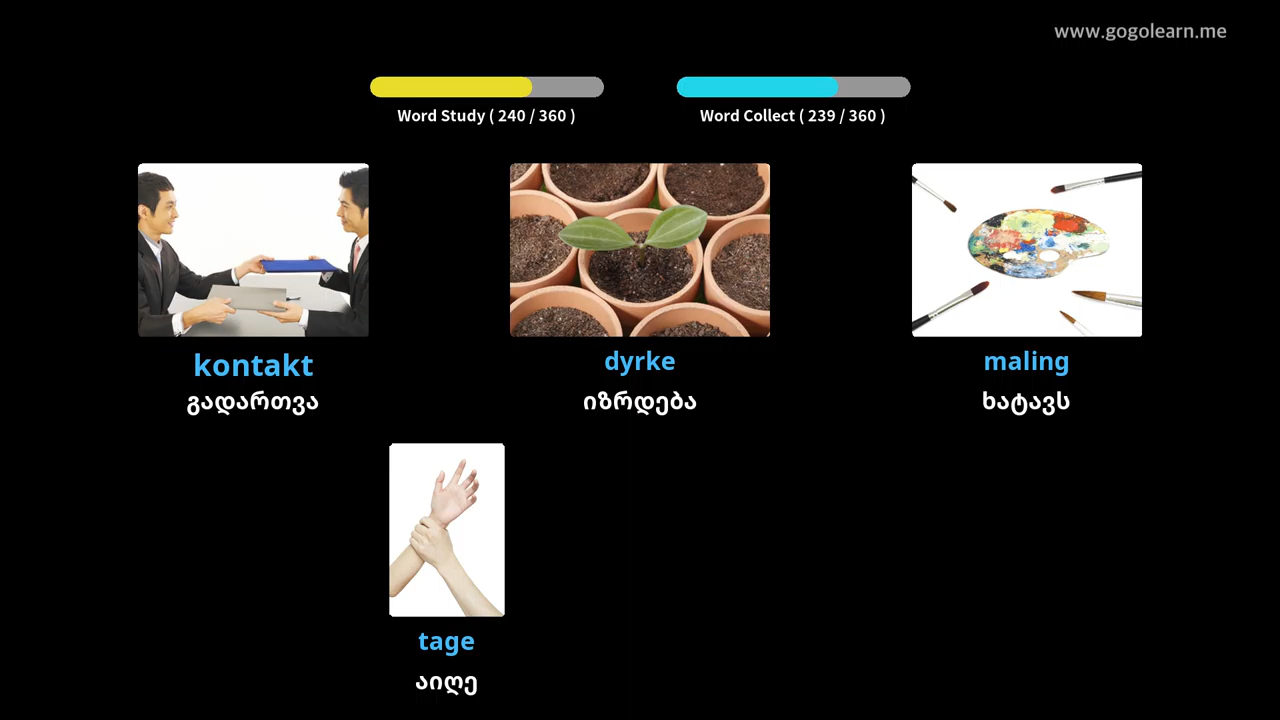 www.gogolearn.me
Word Study ( 240 / 360 )
Word Collect ( 239 / 360 )
kontakt
გადართვა
dyrke
იზრდება
maling
ხატავს
tage
აიღე